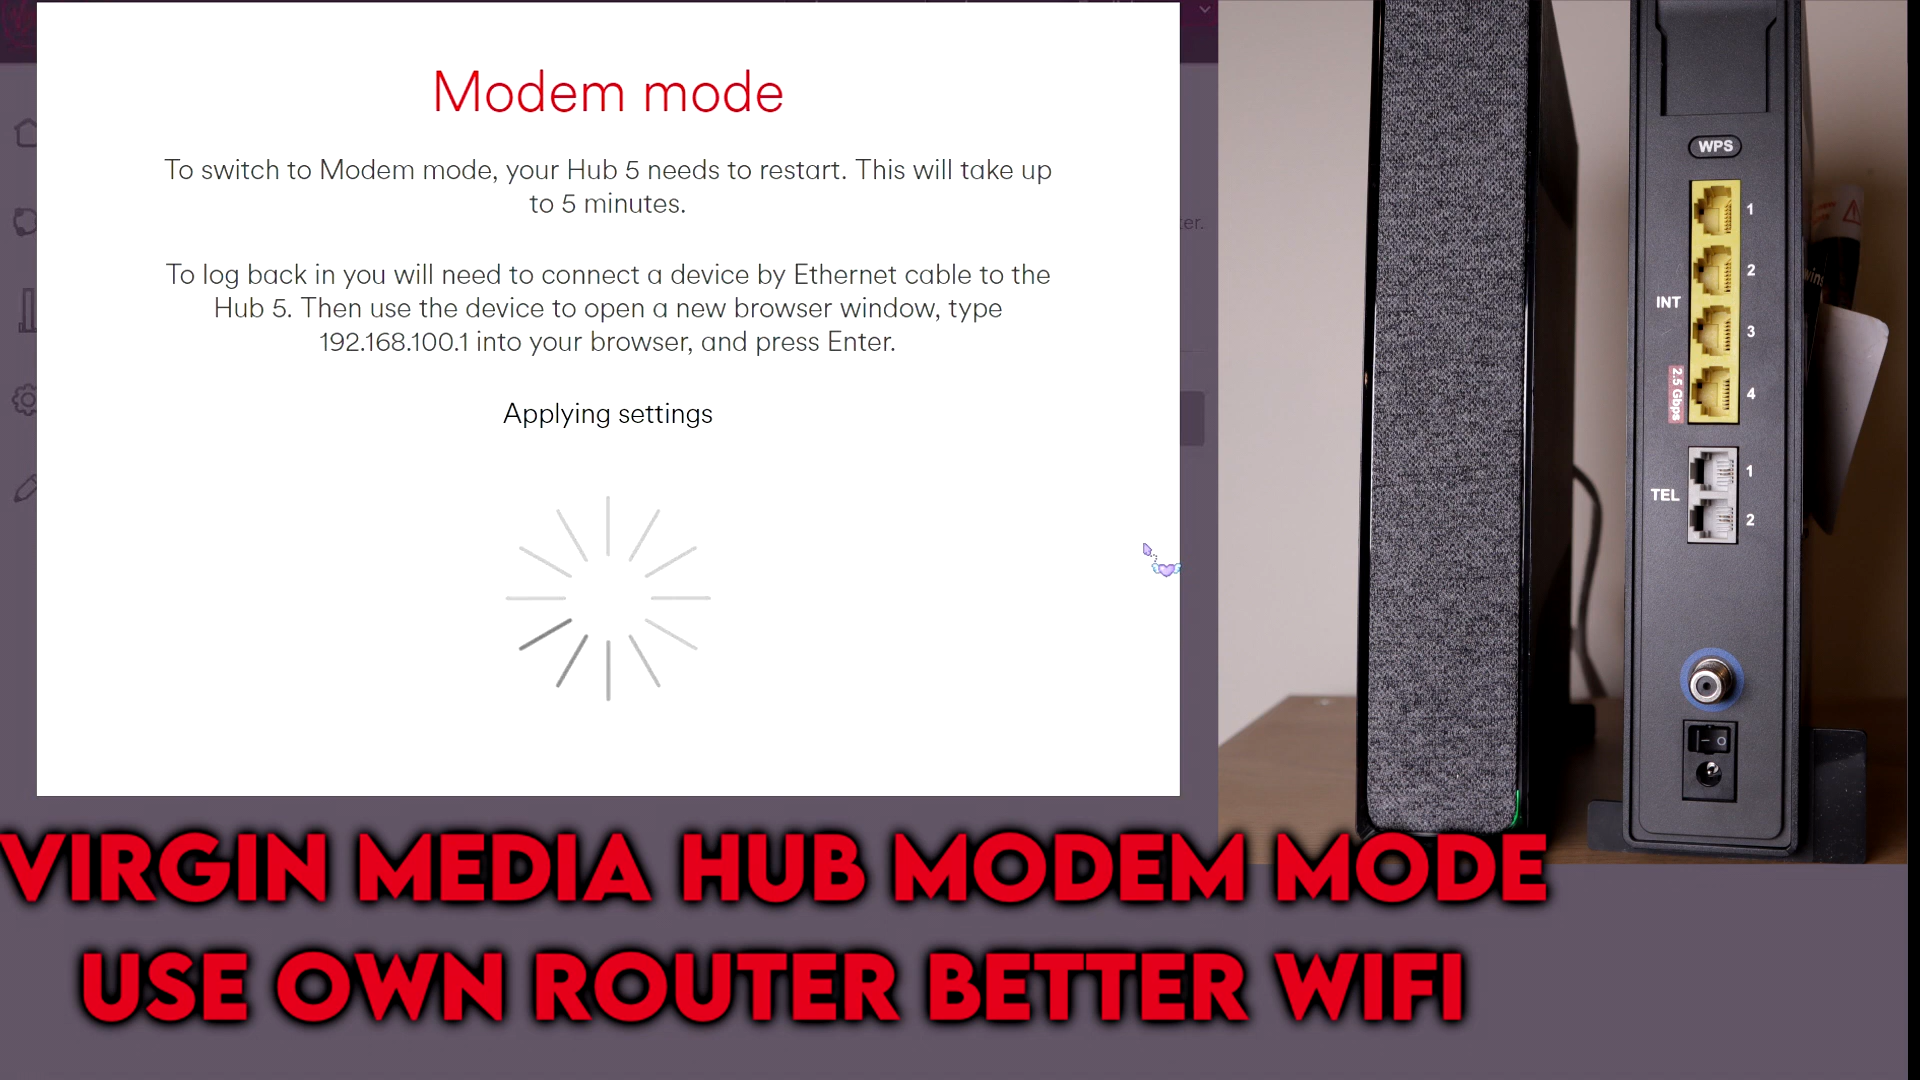 Modem mode
To switch to Modem mode, your Hub 5 needs to restart. This will take up
to 5 minutes.
To log back in you will need to connect a device by Ethernet cable to the
Hub 5. Then use the device to open a new browser window, type
192.168.100.1 into your browser, and press Enter.
Applying settings
ter.
WPS
1
2
INT
3
2.5 Gbps
4
1
TEL
2
VIRGIN MEDIA HUB MODEM MODE
USE OWN ROUTER BETTER WIFI